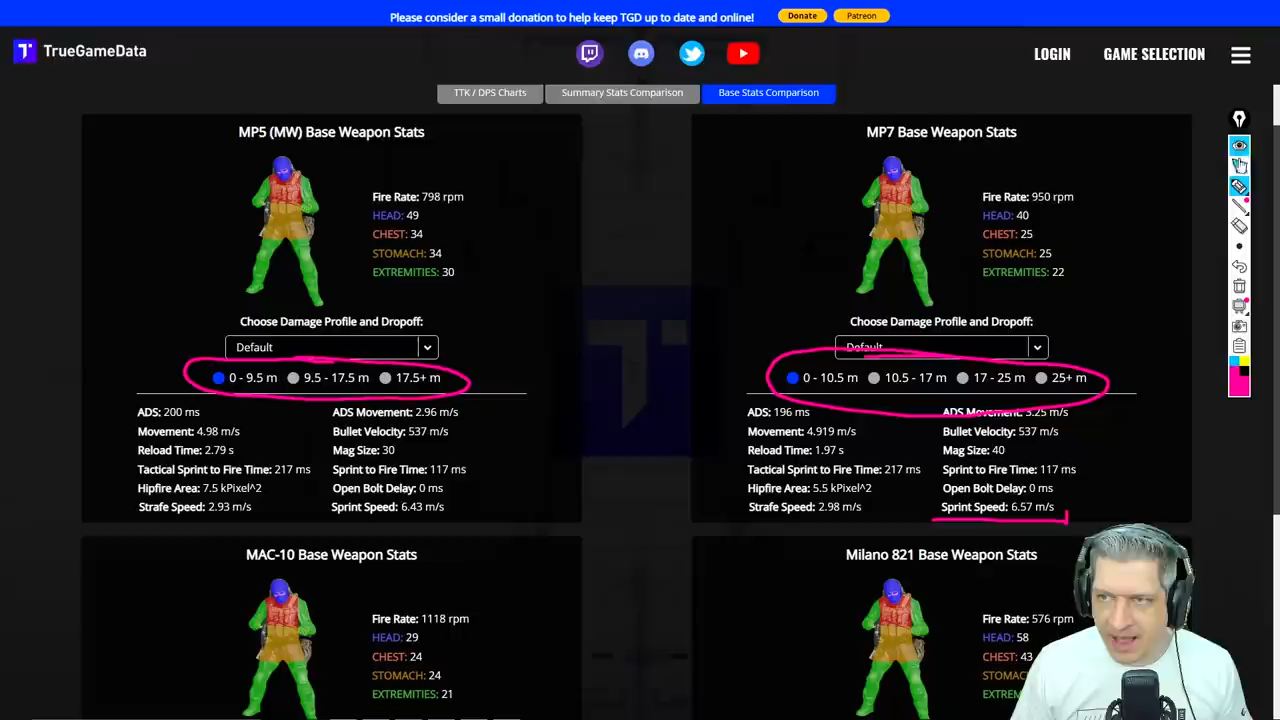 Please consider a small donation to help keep TGD up to date and online!
Donate
Patreon
TrueGameData
LOGIN
GAME SELECTION
TTK / DPS Charts
Summary Stats Comparison
Base Stats Comparison
MP5 (MW) Base Weapon Stats
Fire Rate: 798 rpm
HEAD: 49
CHEST: 34
STOMACH: 34
EXTREMITIES: 30
Choose Damage Profile and Dropoff:
Default
0 - 9.5 m 9.5 - 17.5 m 17.5+ m
ADS: 200 ms
ADS Movement: 2.96 m/s
Movement: 4.98 m/s
Bullet Velocity: 537 m/s
Reload Time: 2.79 s
Mag Size: 30
Tactical Sprint to Fire Time: 217 ms
Sprint to Fire Time: 117 ms
Hipfire Area: 7.5 kPixel^2
Open Bolt Delay: 0 ms
Strafe Speed: 2.93 m/s
Sprint Speed: 6.43 m/s
MP7 Base Weapon Stats
Fire Rate: 950 rpm
HEAD: 40
CHEST: 25
STOMACH: 25
EXTREMITIES: 22
Choose Damage Profile and Dropoff:
Default
0 - 10.5 m 10.5 - 17 m 17 - 25 m 25+ m
ADS: 196 ms
ADS Movement: 3.25 m/s
Movement: 4.919 m/s
Bullet Velocity: 537 m/s
Reload Time: 1.97 s
Mag Size: 40
Tactical Sprint to Fire Time: 217 ms
Sprint to Fire Time: 117 ms
Hipfire Area: 5.5 kPixel^2
Open Bolt Delay: 0 ms
Strafe Speed: 2.98 m/s
Sprint Speed: 6.57 m/s
MAC-10 Base Weapon Stats
Fire Rate: 1118 rpm
HEAD: 29
CHEST: 24
STOMACH: 24
EXTREMITIES: 21
Milano 821 Base Weapon Stats
Fire Rate: 576 rpm
HEAD: 58
CHEST: 43